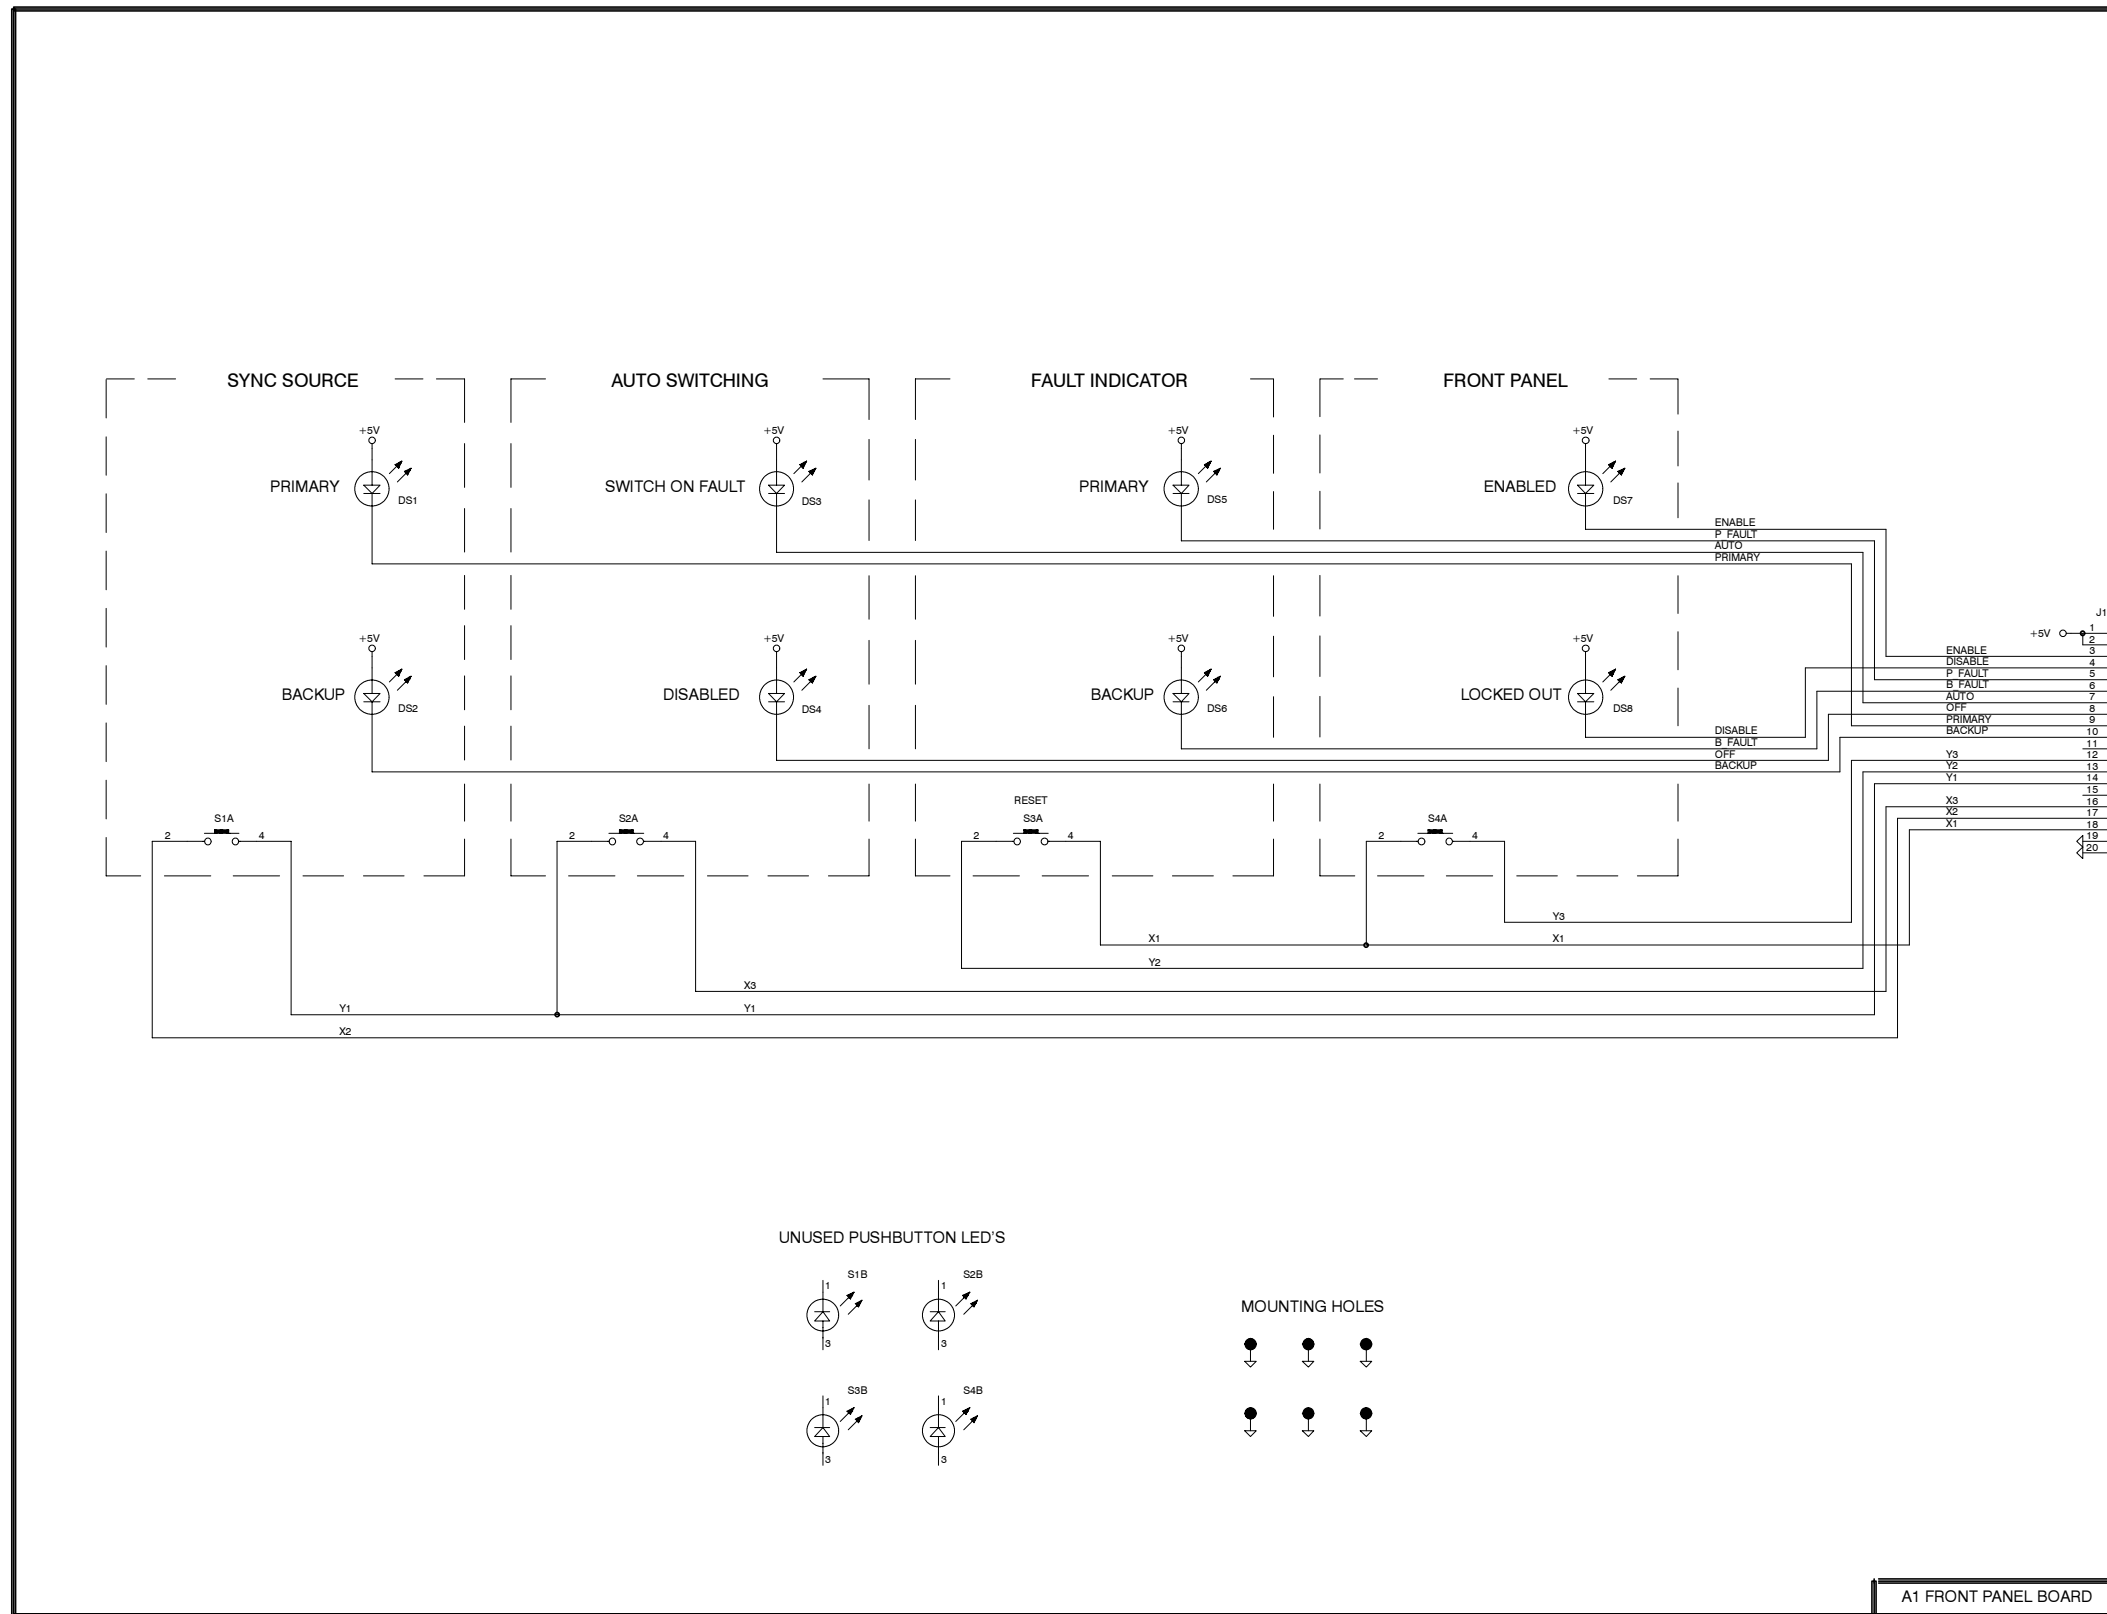 SYNC SOURCE
AUTO SWITCHING
FAULT INDICATOR
FRONT PANEL
+5V
+5V
+5V
+5V
PRIMARY
DS1
SWITCH ON FAULT
DS3
PRIMARY
DS5
ENABLED
DS7
ENABLE
P FAULT
AUTO
PRIMARY
+5V
+5V
+5V
+5V
BACKUP
DS2
DISABLED
DS4
BACKUP
DS6
LOCKED OUT
DS8
DISABLE
B FAULT
OFF
BACKUP
J1
+5V
1
2
ENABLE 3
DISABLE 4
P FAULT 5
B FAULT 6
AUTO 7
OFF 8
PRIMARY 9
BACKUP 10
11
Y3 12
Y2 13
Y1 14
15
X3 16
X2 17
X1 18
19
20
RESET
S1A
S2A
S3A
S4A
2 4
2 4
2 4
2 4
Y3
X1
X1
Y2
X3
Y1
Y1
X2
UNUSED PUSHBUTTON LED'S
S1B
1
3
S2B
1
3
S3B
1
3
S4B
1
3
MOUNTING HOLES
A1 FRONT PANEL BOARD